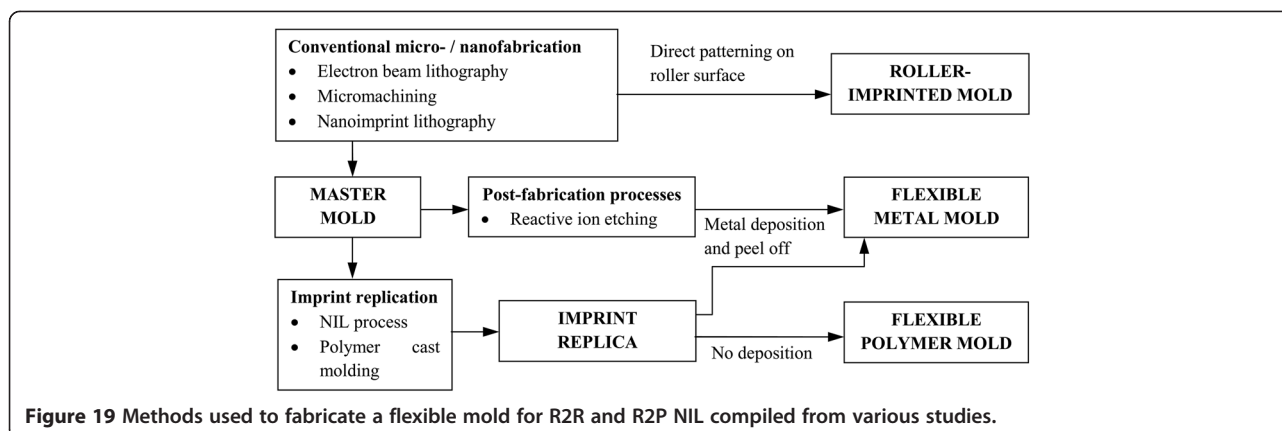 Conventional micro- / nanofabrication
• Electron beam lithography
• Micromachining
• Nanoimprint lithography
Direct patterning on
roller surface
ROLLER-
IMPRINTED MOLD
MASTER
MOLD
Post-fabrication processes
• Reactive ion etching
Metal deposition
and peel off
FLEXIBLE
METAL MOLD
Imprint replication
• NIL process
• Polymer cast
molding
IMPRINT
REPLICA
No deposition
FLEXIBLE
POLYMER MOLD
Figure 19 Methods used to fabricate a flexible mold for R2R and R2P NIL compiled from various studies.